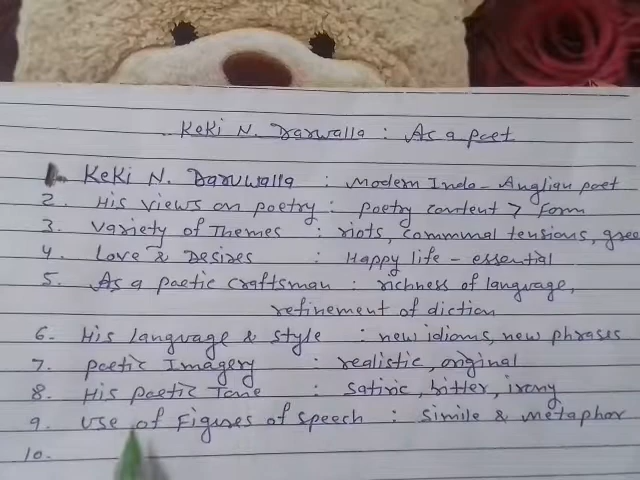 Keki N. Daruwalla : As a poet
1. Keki N. Daruwalla : Modern Indo-Anglian poet
2. His views on poetry : poetry content > Form
3. Variety of Themes : riots, communal tensions, gree
4. Love & Desires : Happy life - essential
5. As a poetic craftsman : richness of language,
refinement of diction
6. His language & style : new idioms, new phrases
7. Poetic Imagery : realistic, original
8. His Poetic Tone : satiric, bitter, irony
9. Use of Figures of speech : simile & metaphor
10.